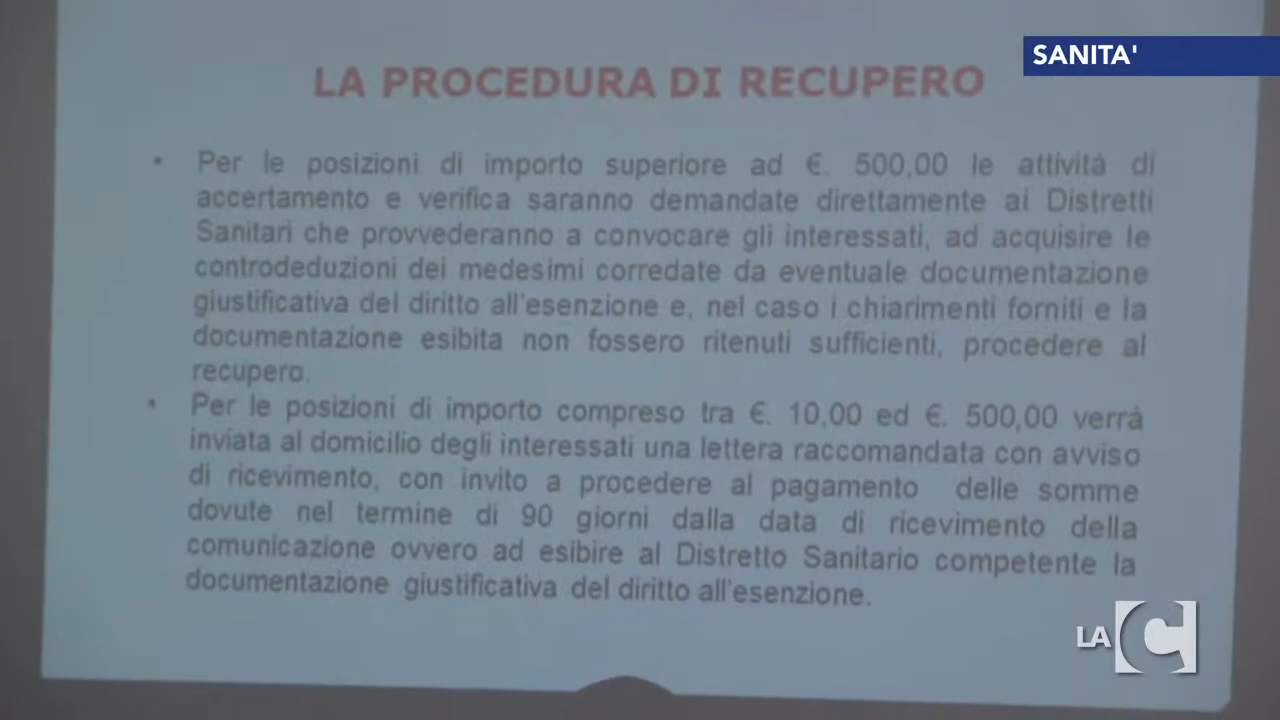 SANITA'
LA PROCEDURA DI RECUPERO
• Per le posizioni di importo superiore ad €. 500,00 le attività di
accertamento e verifica saranno demandate direttamente ai Distretti
Sanitari che provvederanno a convocare gli interessati, ad acquisire le
controdeduzioni dei medesimi corredate da eventuale documentazione
giustificativa del diritto all'esenzione e, nel caso i chiarimenti forniti e la
documentazione esibita non fossero ritenuti sufficienti, procedere al
recupero.
• Per le posizioni di importo compreso tra €. 10,00 ed €. 500,00 verrà
inviata al domicilio degli interessati una lettera raccomandata con avviso
di ricevimento, con invito a procedere al pagamento delle somme
dovute nel termine di 90 giorni dalla data di ricevimento della
comunicazione ovvero ad esibire al Distretto Sanitario competente la
documentazione giustificativa del diritto all'esenzione.
LA C